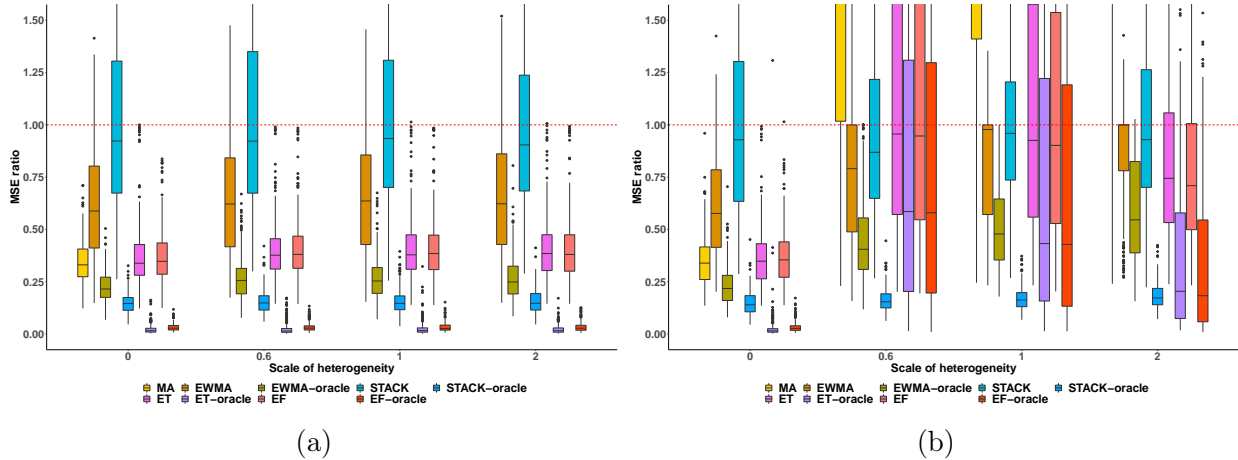 1.50
1.25
1.00
0.75
0.50
0.25
0.00
MSE ratio
0 0.6 1 2
Scale of heterogeneity
MA EWMA EWMA−oracle STACK STACK−oracle
ET ET−oracle EF EF−oracle
(a)
1.50
1.25
1.00
0.75
0.50
0.25
0.00
MSE ratio
0 0.6 1 2
Scale of heterogeneity
MA EWMA EWMA−oracle STACK STACK−oracle
ET ET−oracle EF EF−oracle
(b)